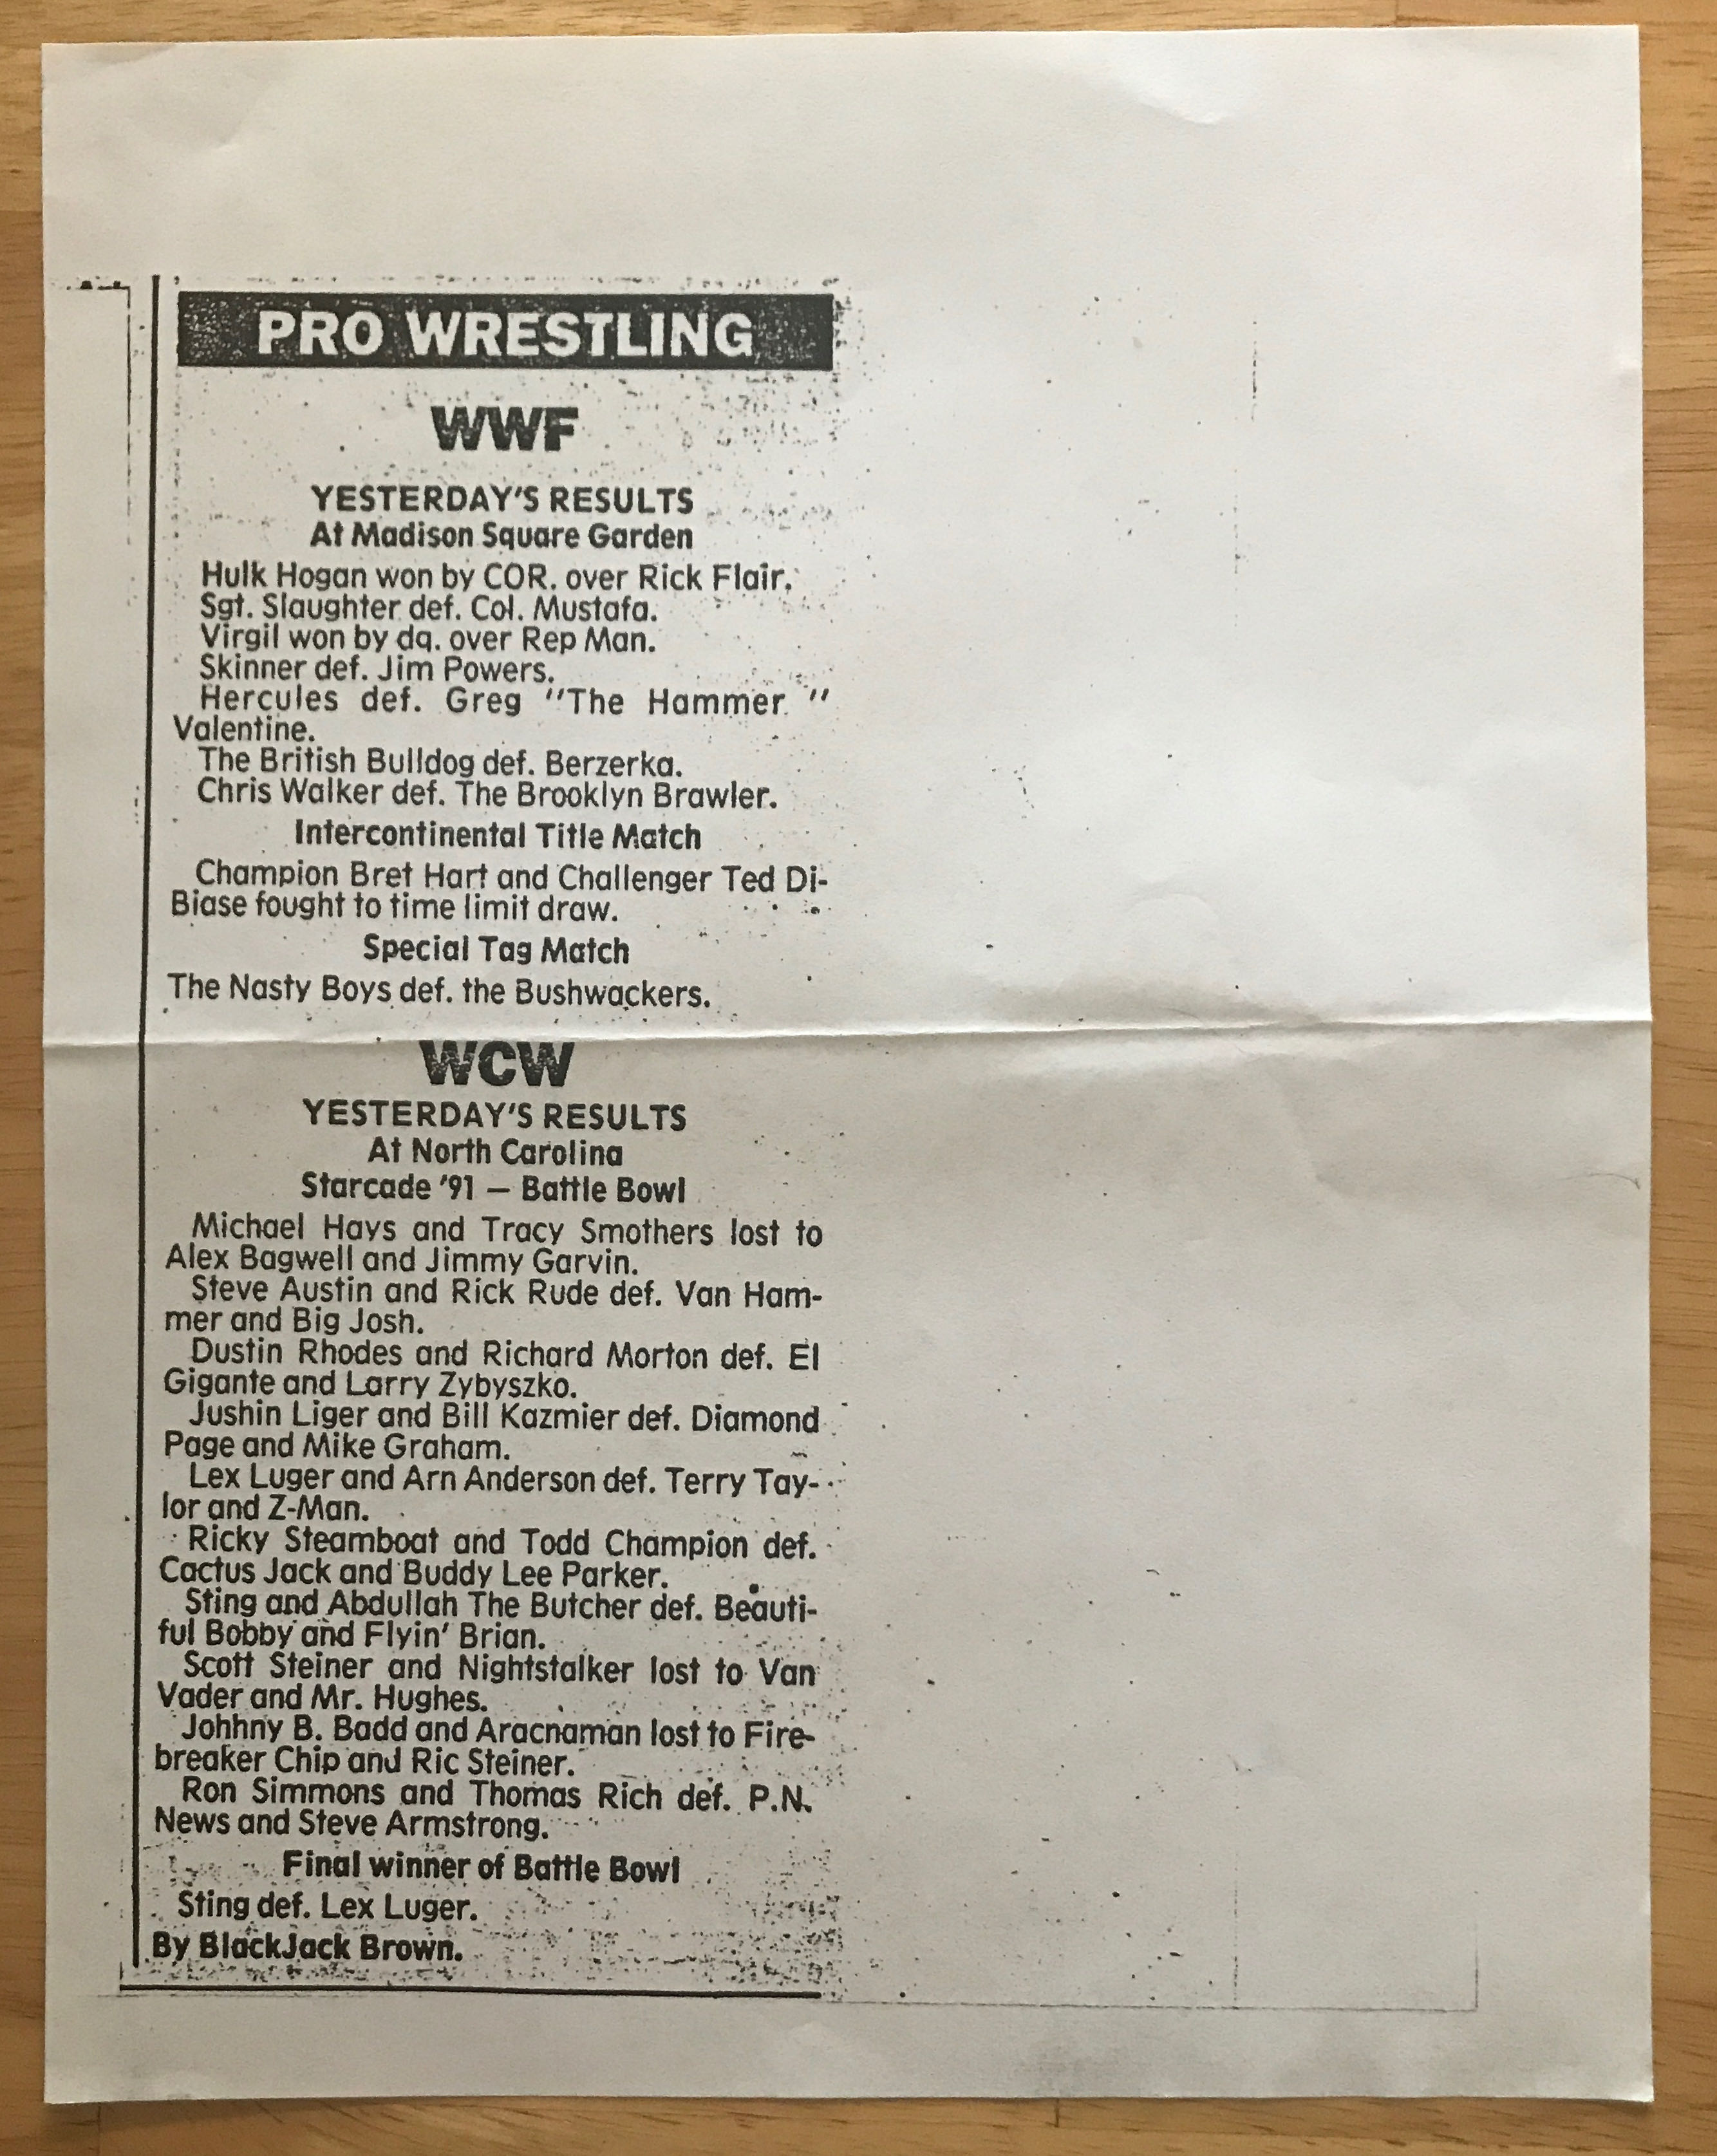 PRO WRESTLING
WWF
YESTERDAY'S RESULTS
At Madison Square Garden
Hulk Hogan won by COR. over Rick Flair.
Sgt. Slaughter def. Col. Mustafa.
Virgil won by dq. over Rep Man.
Skinner def. Jim Powers.
Hercules def. Greg "The Hammer "
Valentine.
The British Bulldog def. Berzerka.
Chris Walker def. The Brooklyn Brawler.
Intercontinental Title Match
Champion Bret Hart and Challenger Ted Di-
Biase fought to time limit draw.
Special Tag Match
The Nasty Boys def. the Bushwackers.
WCW
YESTERDAY'S RESULTS
At North Carolina
Starcade '91 — Battle Bowl
Michael Hays and Tracy Smothers lost to
Alex Bagwell and Jimmy Garvin.
Steve Austin and Rick Rude def. Van Ham-
mer and Big Josh.
Dustin Rhodes and Richard Morton def. El
Gigante and Larry Zybyszko.
Jushin Liger and Bill Kazmier def. Diamond
Page and Mike Graham.
Lex Luger and Arn Anderson def. Terry Tay-
lor and Z-Man.
Ricky Steamboat and Todd Champion def.
Cactus Jack and Buddy Lee Parker.
Sting and Abdullah The Butcher def. Beauti-
ful Bobby and Flyin' Brian.
Scott Steiner and Nightstalker lost to Van
Vader and Mr. Hughes.
Johhny B. Badd and Aracnaman lost to Fire-
breaker Chip and Ric Steiner.
Ron Simmons and Thomas Rich def. P.N.
News and Steve Armstrong.
Final winner of Battle Bowl
Sting def. Lex Luger.
By BlackJack Brown.